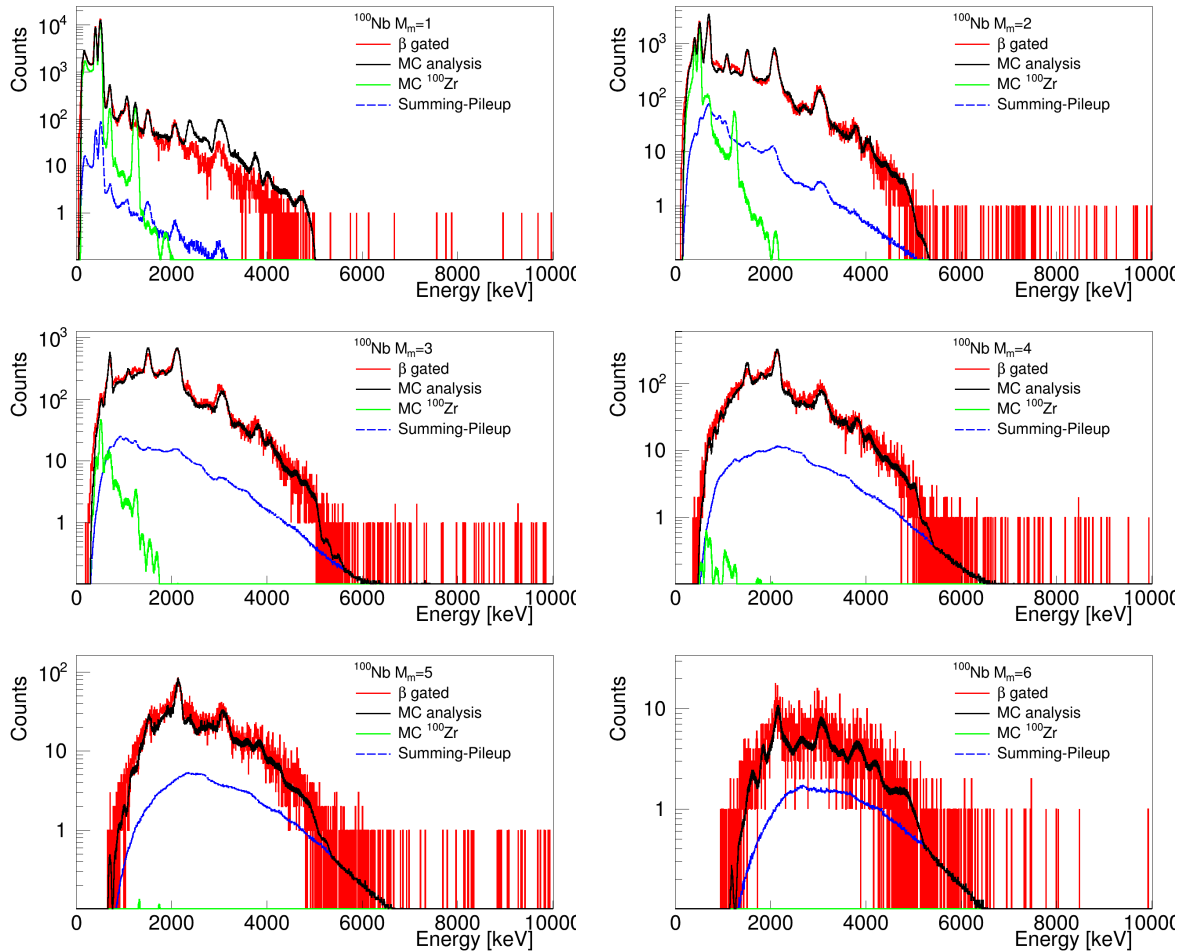 Counts
10⁴
10³
10²
10
1
¹⁰⁰Nb Mₘ=1
β gated
MC analysis
MC ¹⁰⁰Zr
Summing-Pileup
0 2000 4000 6000 8000 1000
Energy [keV]
Counts
10³
10²
10
1
¹⁰⁰Nb Mₘ=2
β gated
MC analysis
MC ¹⁰⁰Zr
Summing-Pileup
0 2000 4000 6000 8000 10000
Energy [keV]
Counts
10³
10²
10
1
¹⁰⁰Nb Mₘ=3
β gated
MC analysis
MC ¹⁰⁰Zr
Summing-Pileup
0 2000 4000 6000 8000 1000
Energy [keV]
Counts
10²
10
1
¹⁰⁰Nb Mₘ=4
β gated
MC analysis
MC ¹⁰⁰Zr
Summing-Pileup
0 2000 4000 6000 8000 10000
Energy [keV]
Counts
10²
10
1
¹⁰⁰Nb Mₘ=5
β gated
MC analysis
MC ¹⁰⁰Zr
Summing-Pileup
0 2000 4000 6000 8000 1000
Energy [keV]
Counts
10
1
¹⁰⁰Nb Mₘ=6
β gated
MC analysis
MC ¹⁰⁰Zr
Summing-Pileup
0 2000 4000 6000 8000 10000
Energy [keV]